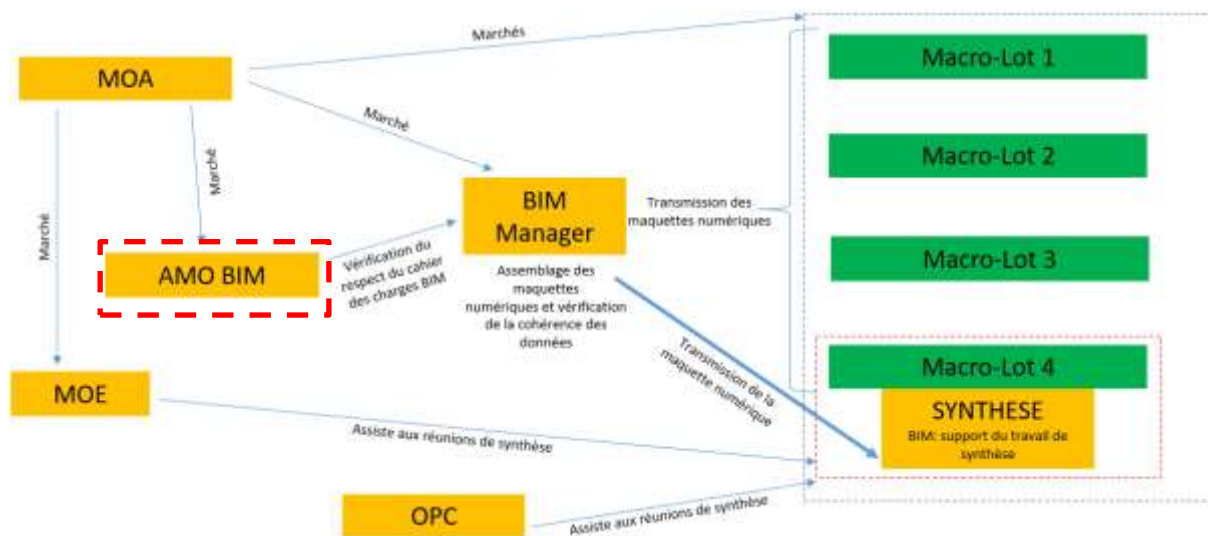 Marchés
MOA
Macro-Lot 1
Marché
Marché
Marché
Macro-Lot 2
BIM
Manager
Transmission des
maquettes numériques
AMO BIM
Vérification du
respect du cahier
des charges BIM
Macro-Lot 3
Assemblage des
maquettes
numériques et vérification
de la cohérence des
données
Transmission de la
maquette numérique
Macro-Lot 4
MOE
SYNTHESE
BIM: support du travail de
synthèse
Assiste aux réunions de synthèse
OPC
Assiste aux réunions de synthèse